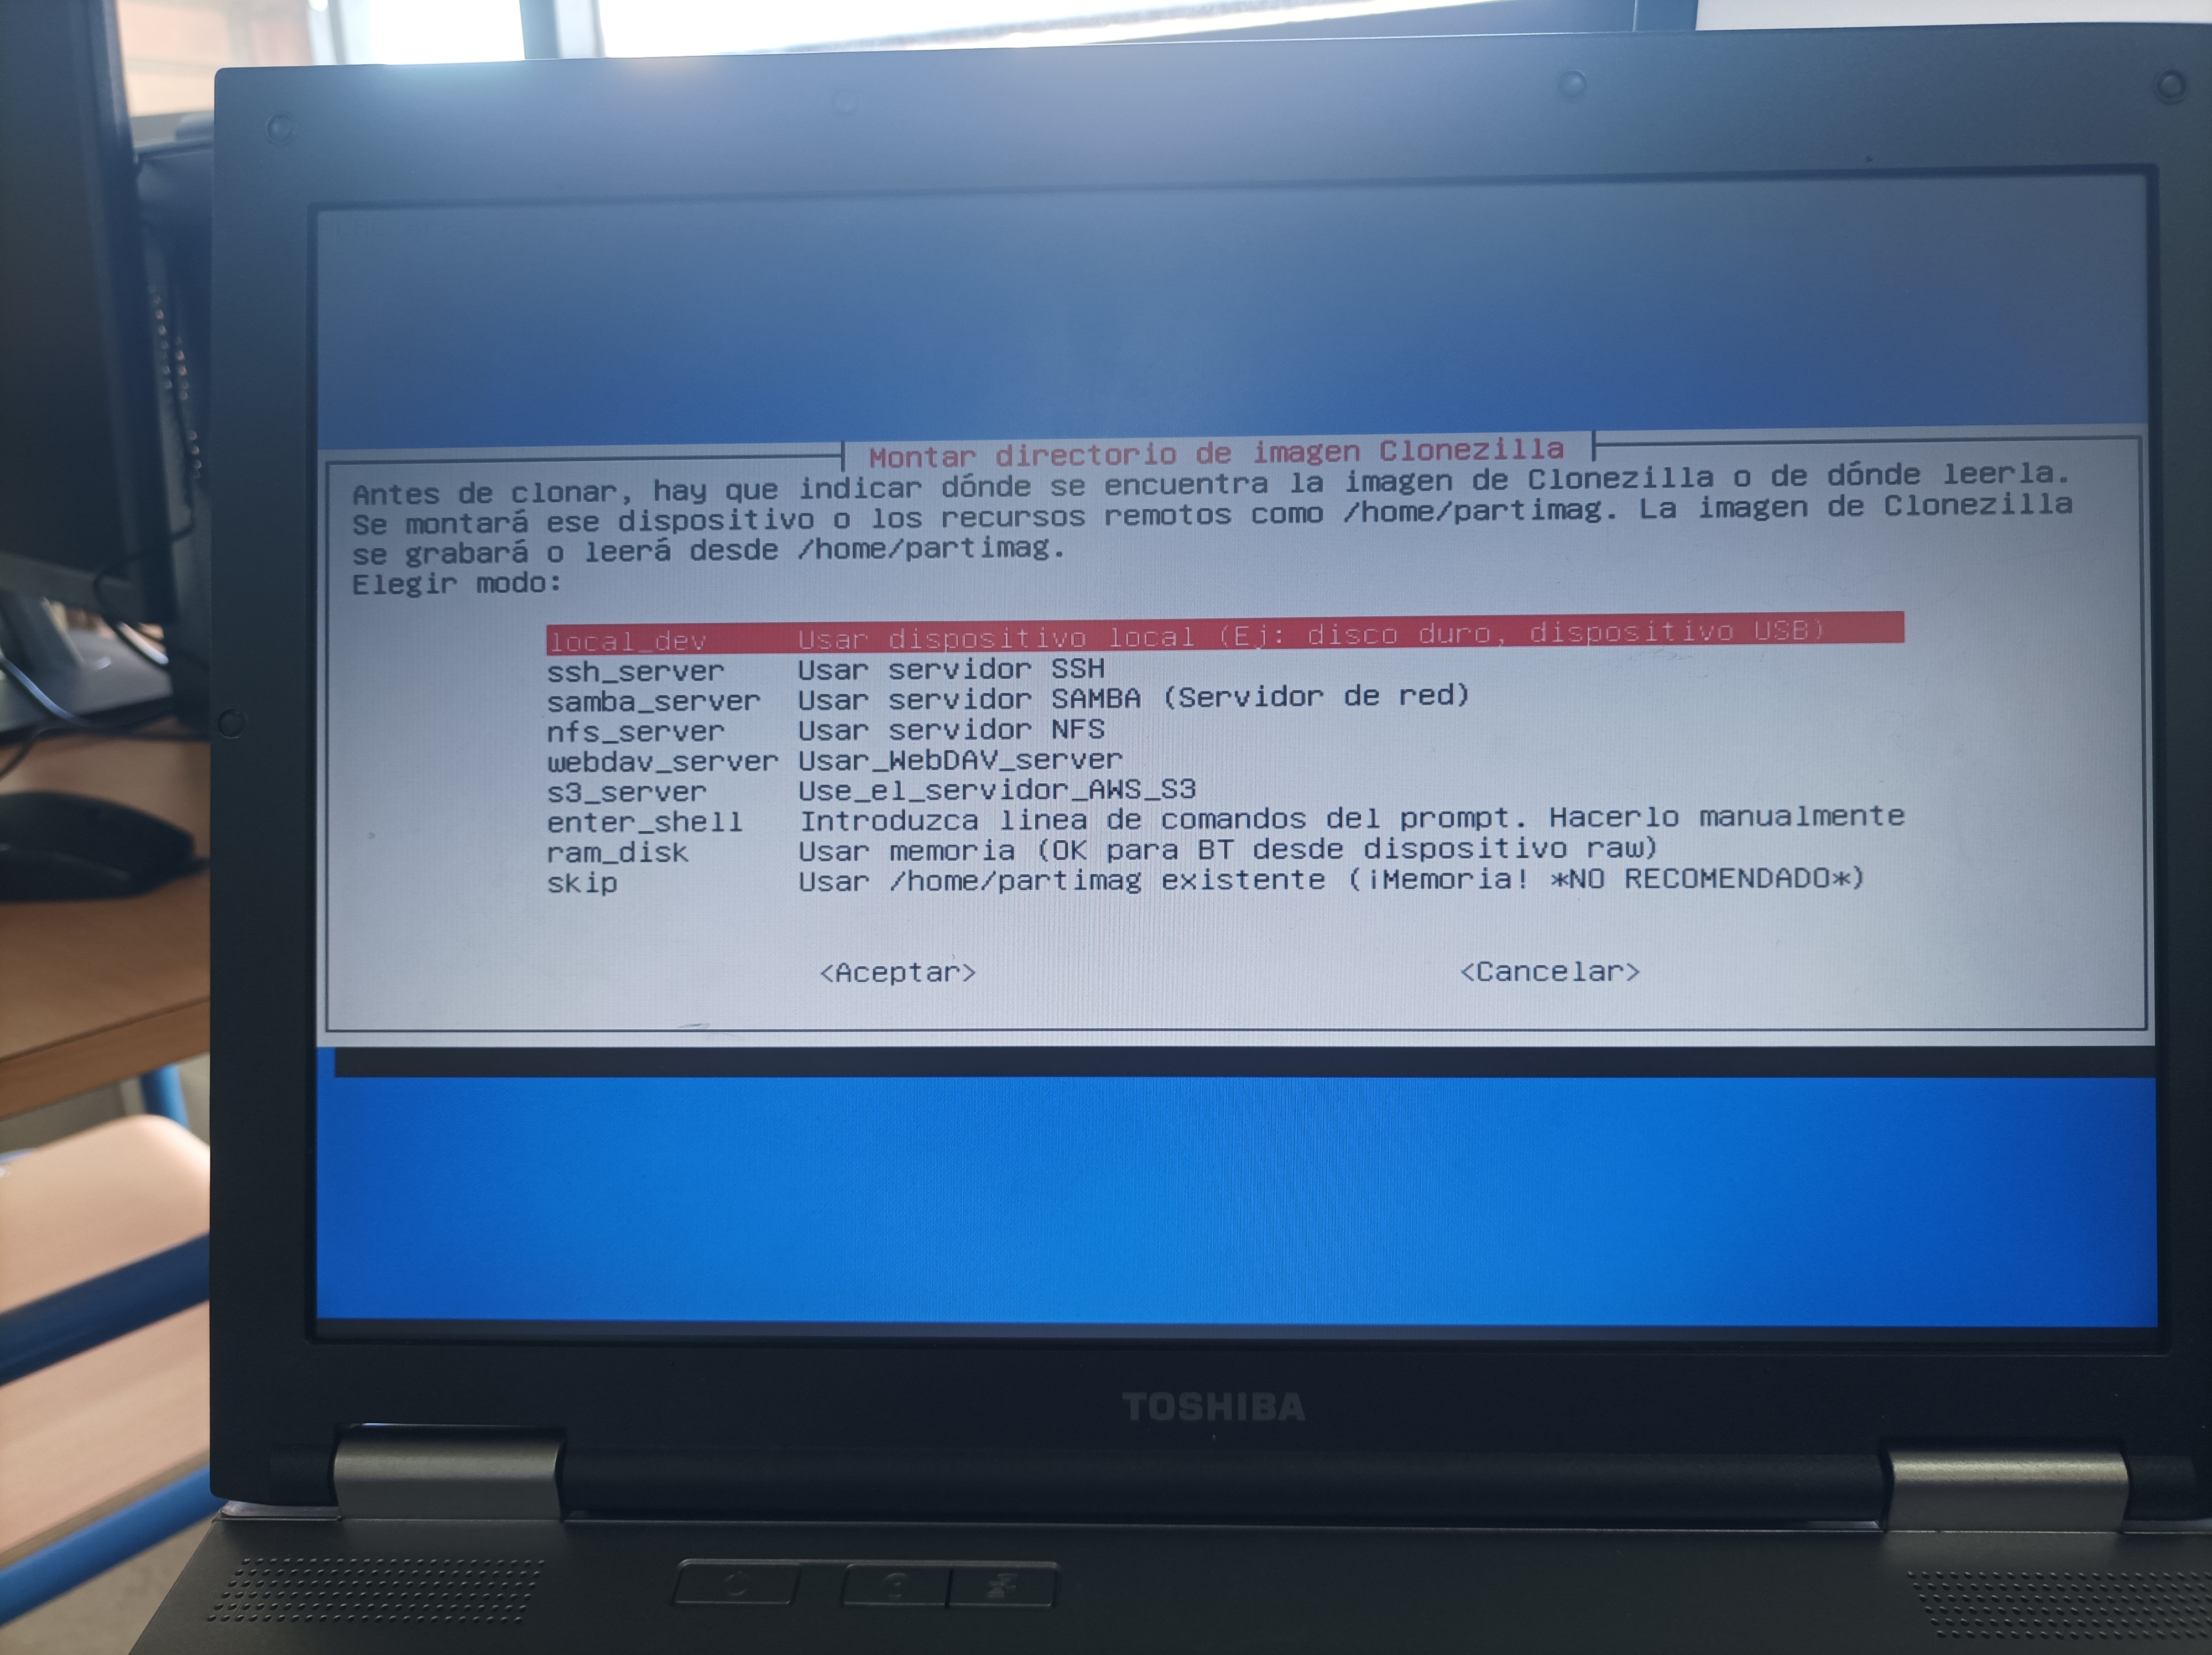 Montar directorio de imagen Clonezilla
Antes de clonar, hay que indicar dónde se encuentra la imagen de Clonezilla o de dónde leerla.
Se montará ese dispositivo o los recursos remotos como /home/partimag. La imagen de Clonezilla
se grabará o leerá desde /home/partimag.
Elegir modo:
local_dev Usar dispositivo local (Ej: disco duro, dispositivo USB)
ssh_server Usar servidor SSH
samba_server Usar servidor SAMBA (Servidor de red)
nfs_server Usar servidor NFS
webdav_server Usar_WebDAV_server
s3_server Use_el_servidor_AWS_S3
enter_shell Introduzca linea de comandos del prompt. Hacerlo manualmente
ram_disk Usar memoria (OK para BT desde dispositivo raw)
skip Usar /home/partimag existente (¡Memoria! *NO RECOMENDADO*)
<Aceptar> <Cancelar>
TOSHIBA